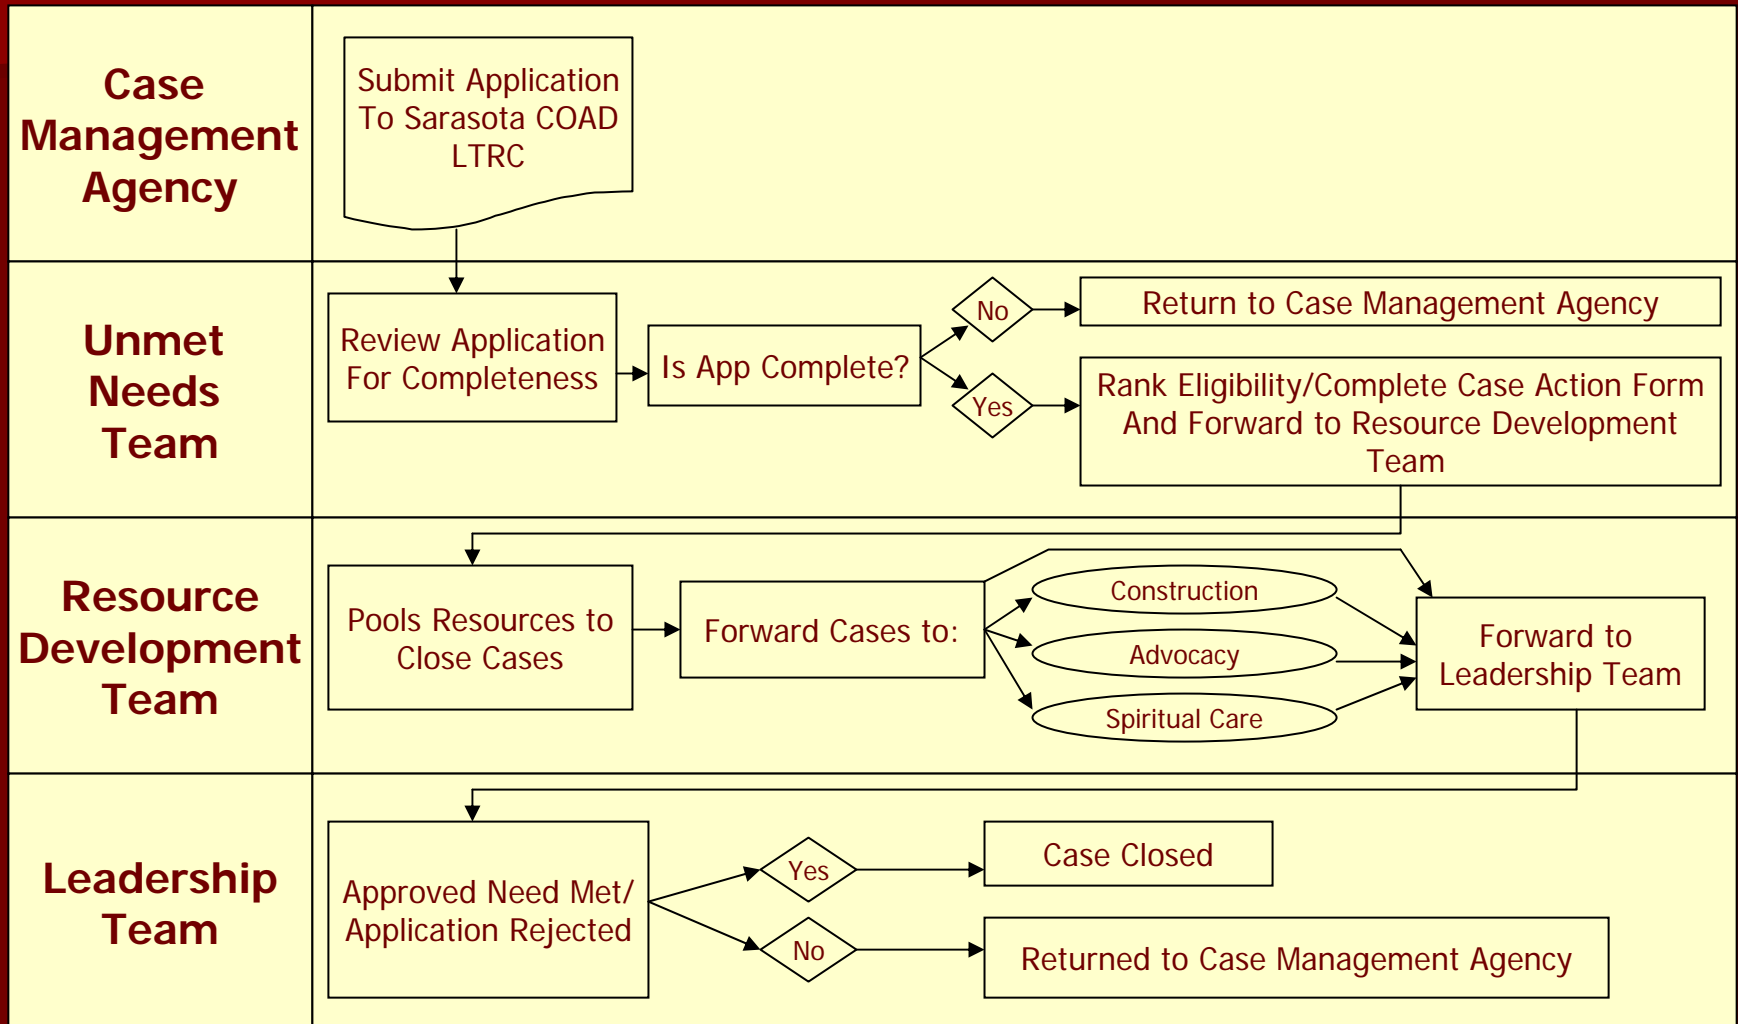 Case
Management
Agency
Submit Application
To Sarasota COAD
LTRC
Unmet
Needs
Team
Review Application
For Completeness
Is App Complete?
No
Return to Case Management Agency
Yes
Rank Eligibility/Complete Case Action Form
And Forward to Resource Development
Team
Resource
Development
Team
Pools Resources to
Close Cases
Forward Cases to:
Construction
Advocacy
Spiritual Care
Forward to
Leadership Team
Leadership
Team
Approved Need Met/
Application Rejected
Yes
Case Closed
No
Returned to Case Management Agency